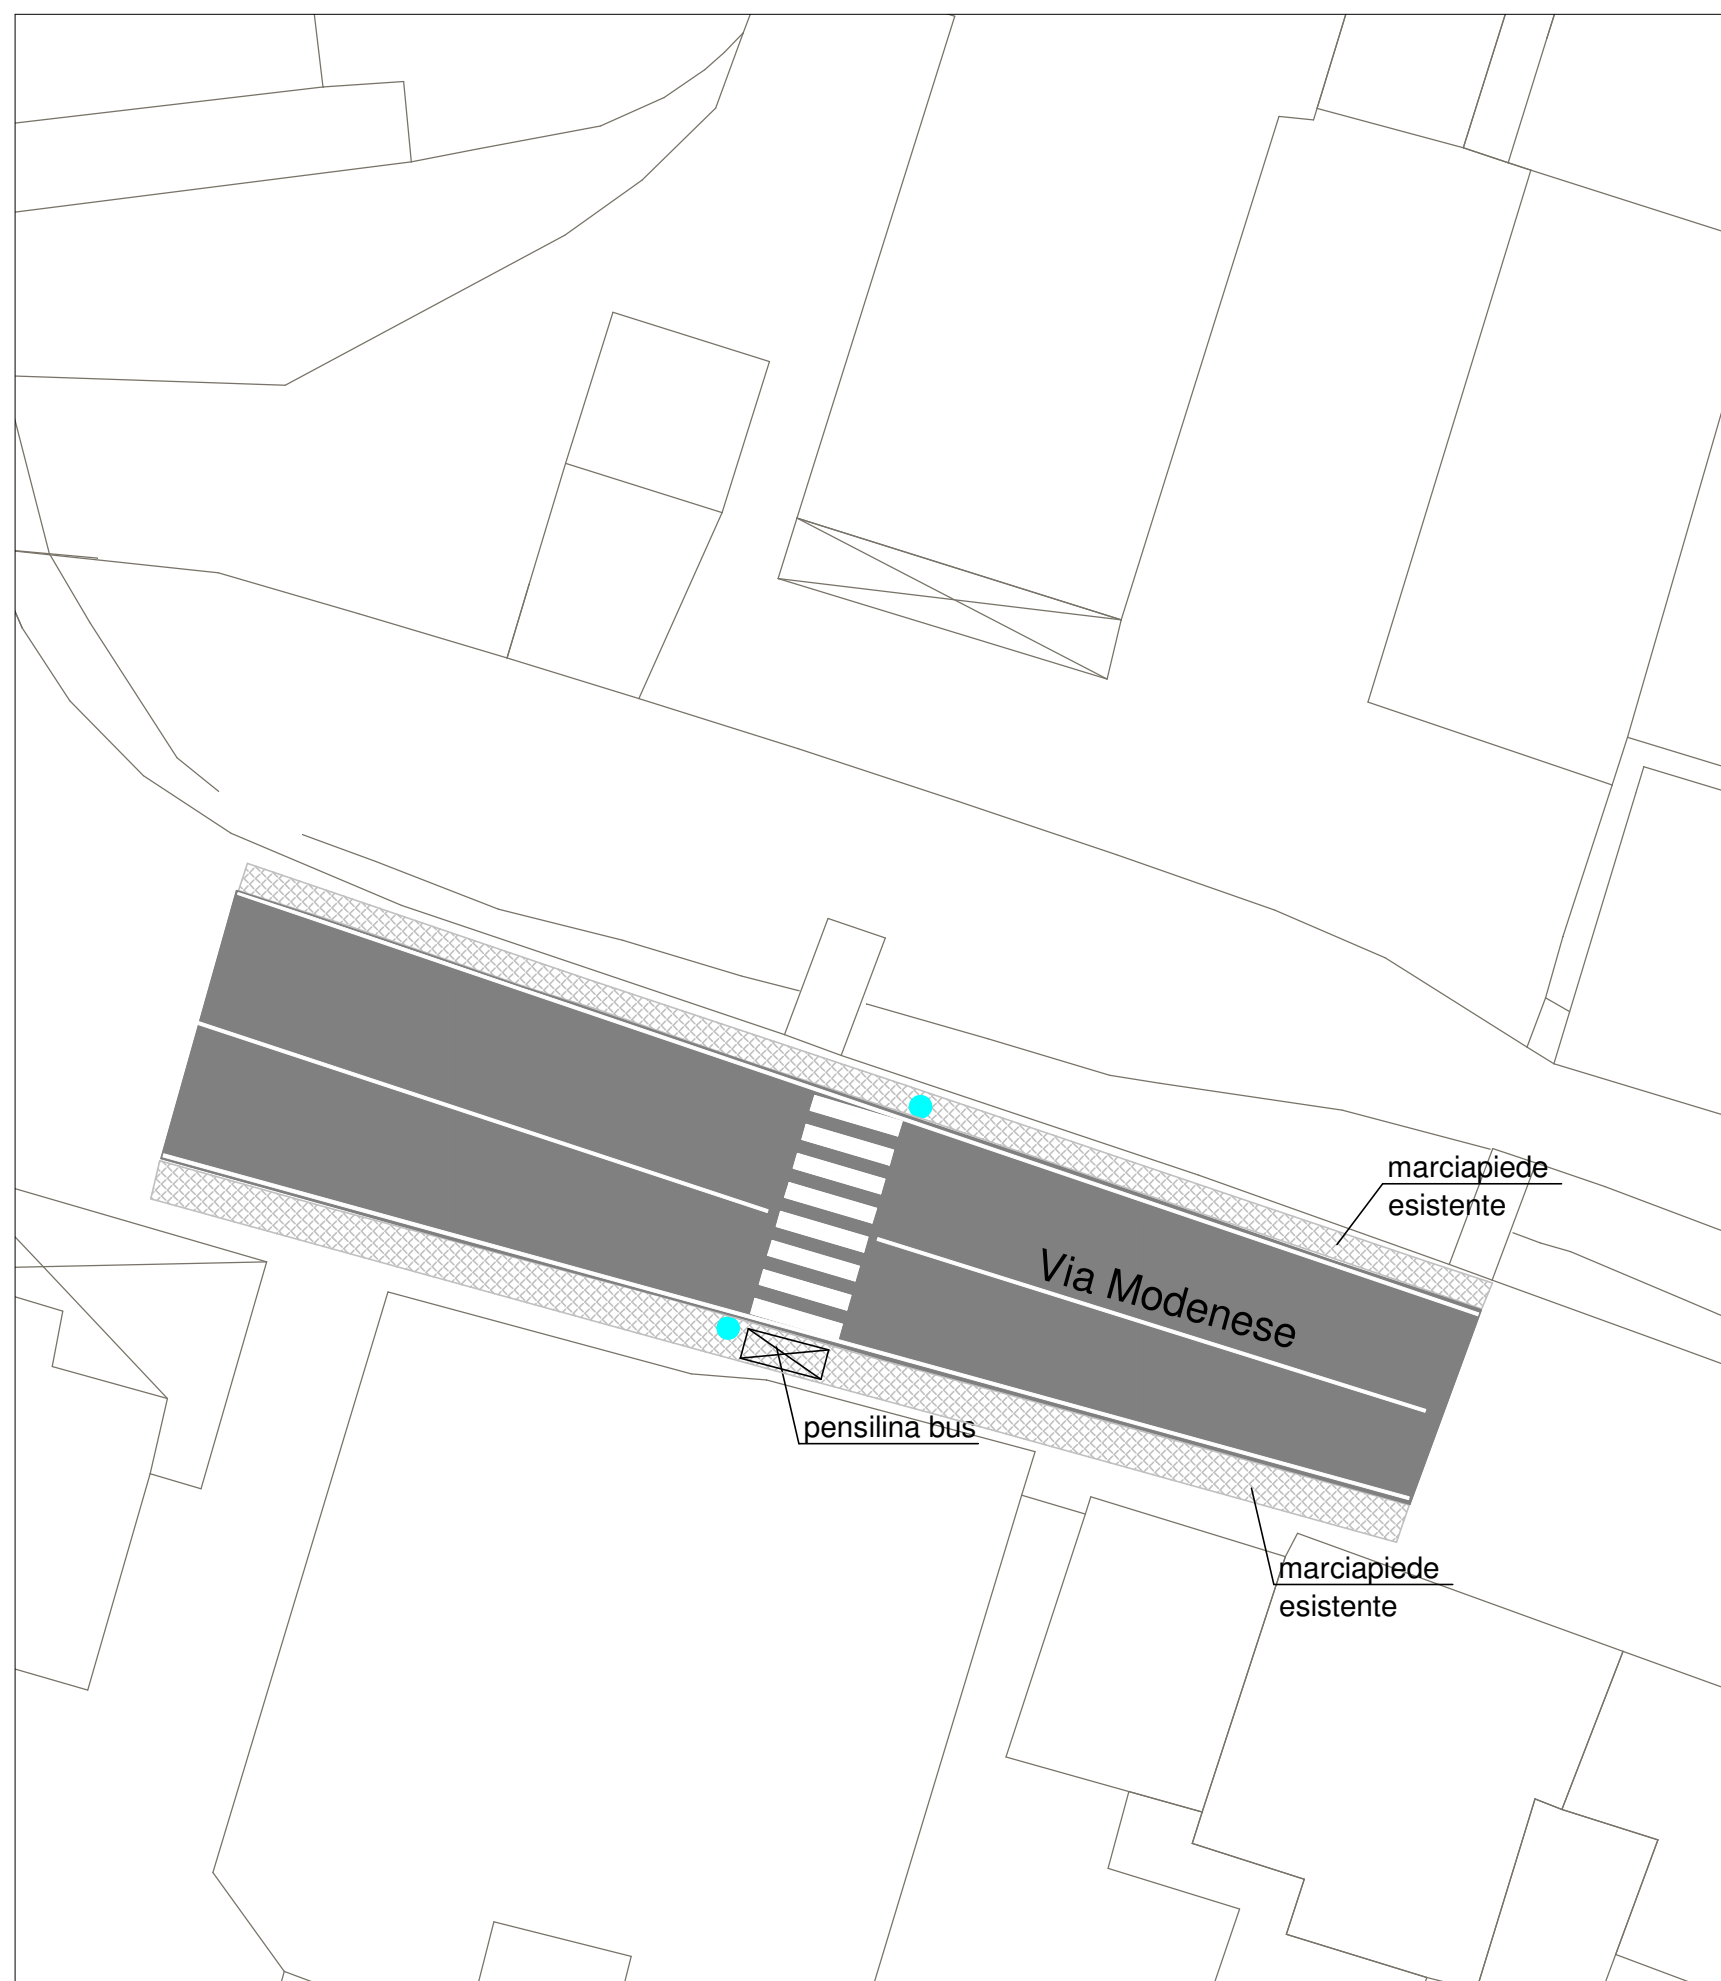 marciapiede
esistente
Via Modenese
pensilina bus
marciapiede
esistente